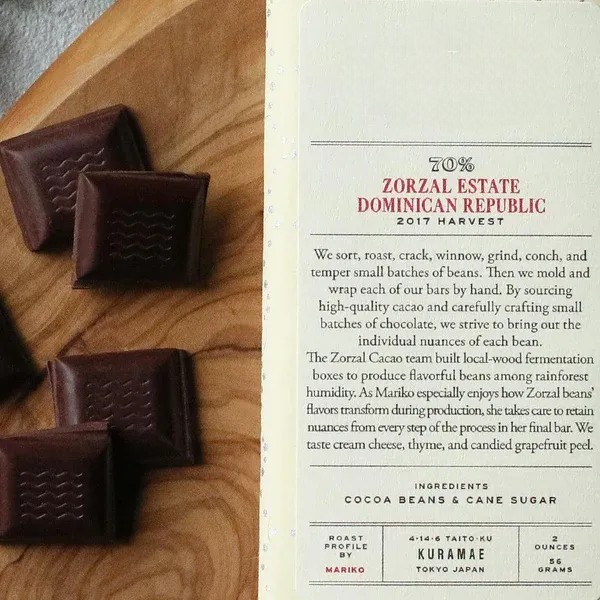 70%
ZORZAL ESTATE
DOMINICAN REPUBLIC
2017 HARVEST
We sort, roast, crack, winnow, grind, conch, and
temper small batches of beans. Then we mold and
wrap each of our bars by hand. By sourcing
high-quality cacao and carefully crafting small
batches of chocolate, we strive to bring out the
individual nuances of each bean.
The Zorzal Cacao team built local-wood fermentation
boxes to produce flavorful beans among rainforest
humidity. As Mariko especially enjoys how Zorzal beans'
flavors transform during production, she takes care to retain
nuances from every step of the process in her final bar. We
taste cream cheese, thyme, and candied grapefruit peel.
INGREDIENTS
COCOA BEANS & CANE SUGAR
ROAST
PROFILE
BY
MARIKO
4-14-6 TAITO-KU
KURAMAE
TOKYO JAPAN
2
OUNCES
56
GRAMS